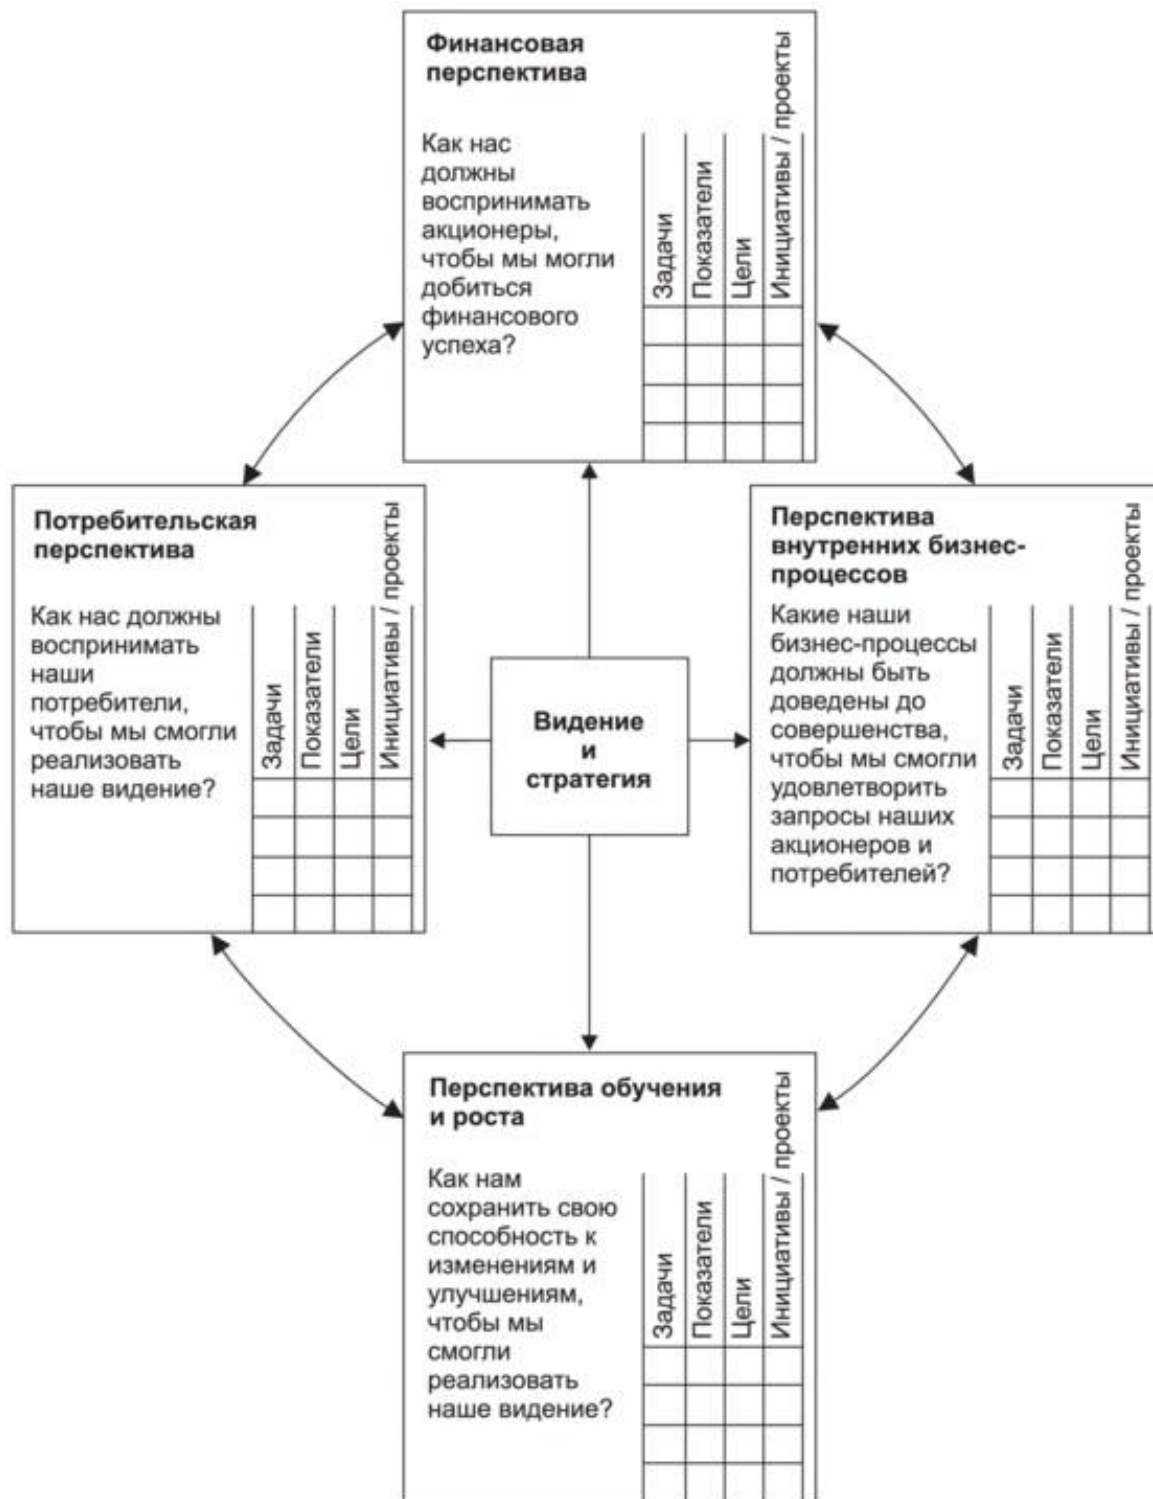 Финансовая
перспектива
Как нас
должны
воспринимать
акционеры,
чтобы мы могли
добиться
финансового
успеха?
Задачи
Показатели
Цели
Инициативы / проекты
Потребительская
перспектива
Как нас должны
воспринимать
наши
потребители,
чтобы мы смогли
реализовать
наше видение?
Задачи
Показатели
Цели
Инициативы / проекты
Видение
и
стратегия
Перспектива
внутренних бизнес-
процессов
Какие наши
бизнес-процессы
должны быть
доведены до
совершенства,
чтобы мы смогли
удовлетворить
запросы наших
акционеров и
потребителей?
Задачи
Показатели
Цели
Инициативы / проекты
Перспектива обучения
и роста
Как нам
сохранить свою
способность к
изменениям и
улучшениям,
чтобы мы
смогли
реализовать
наше видение?
Задачи
Показатели
Цели
Инициативы / проекты